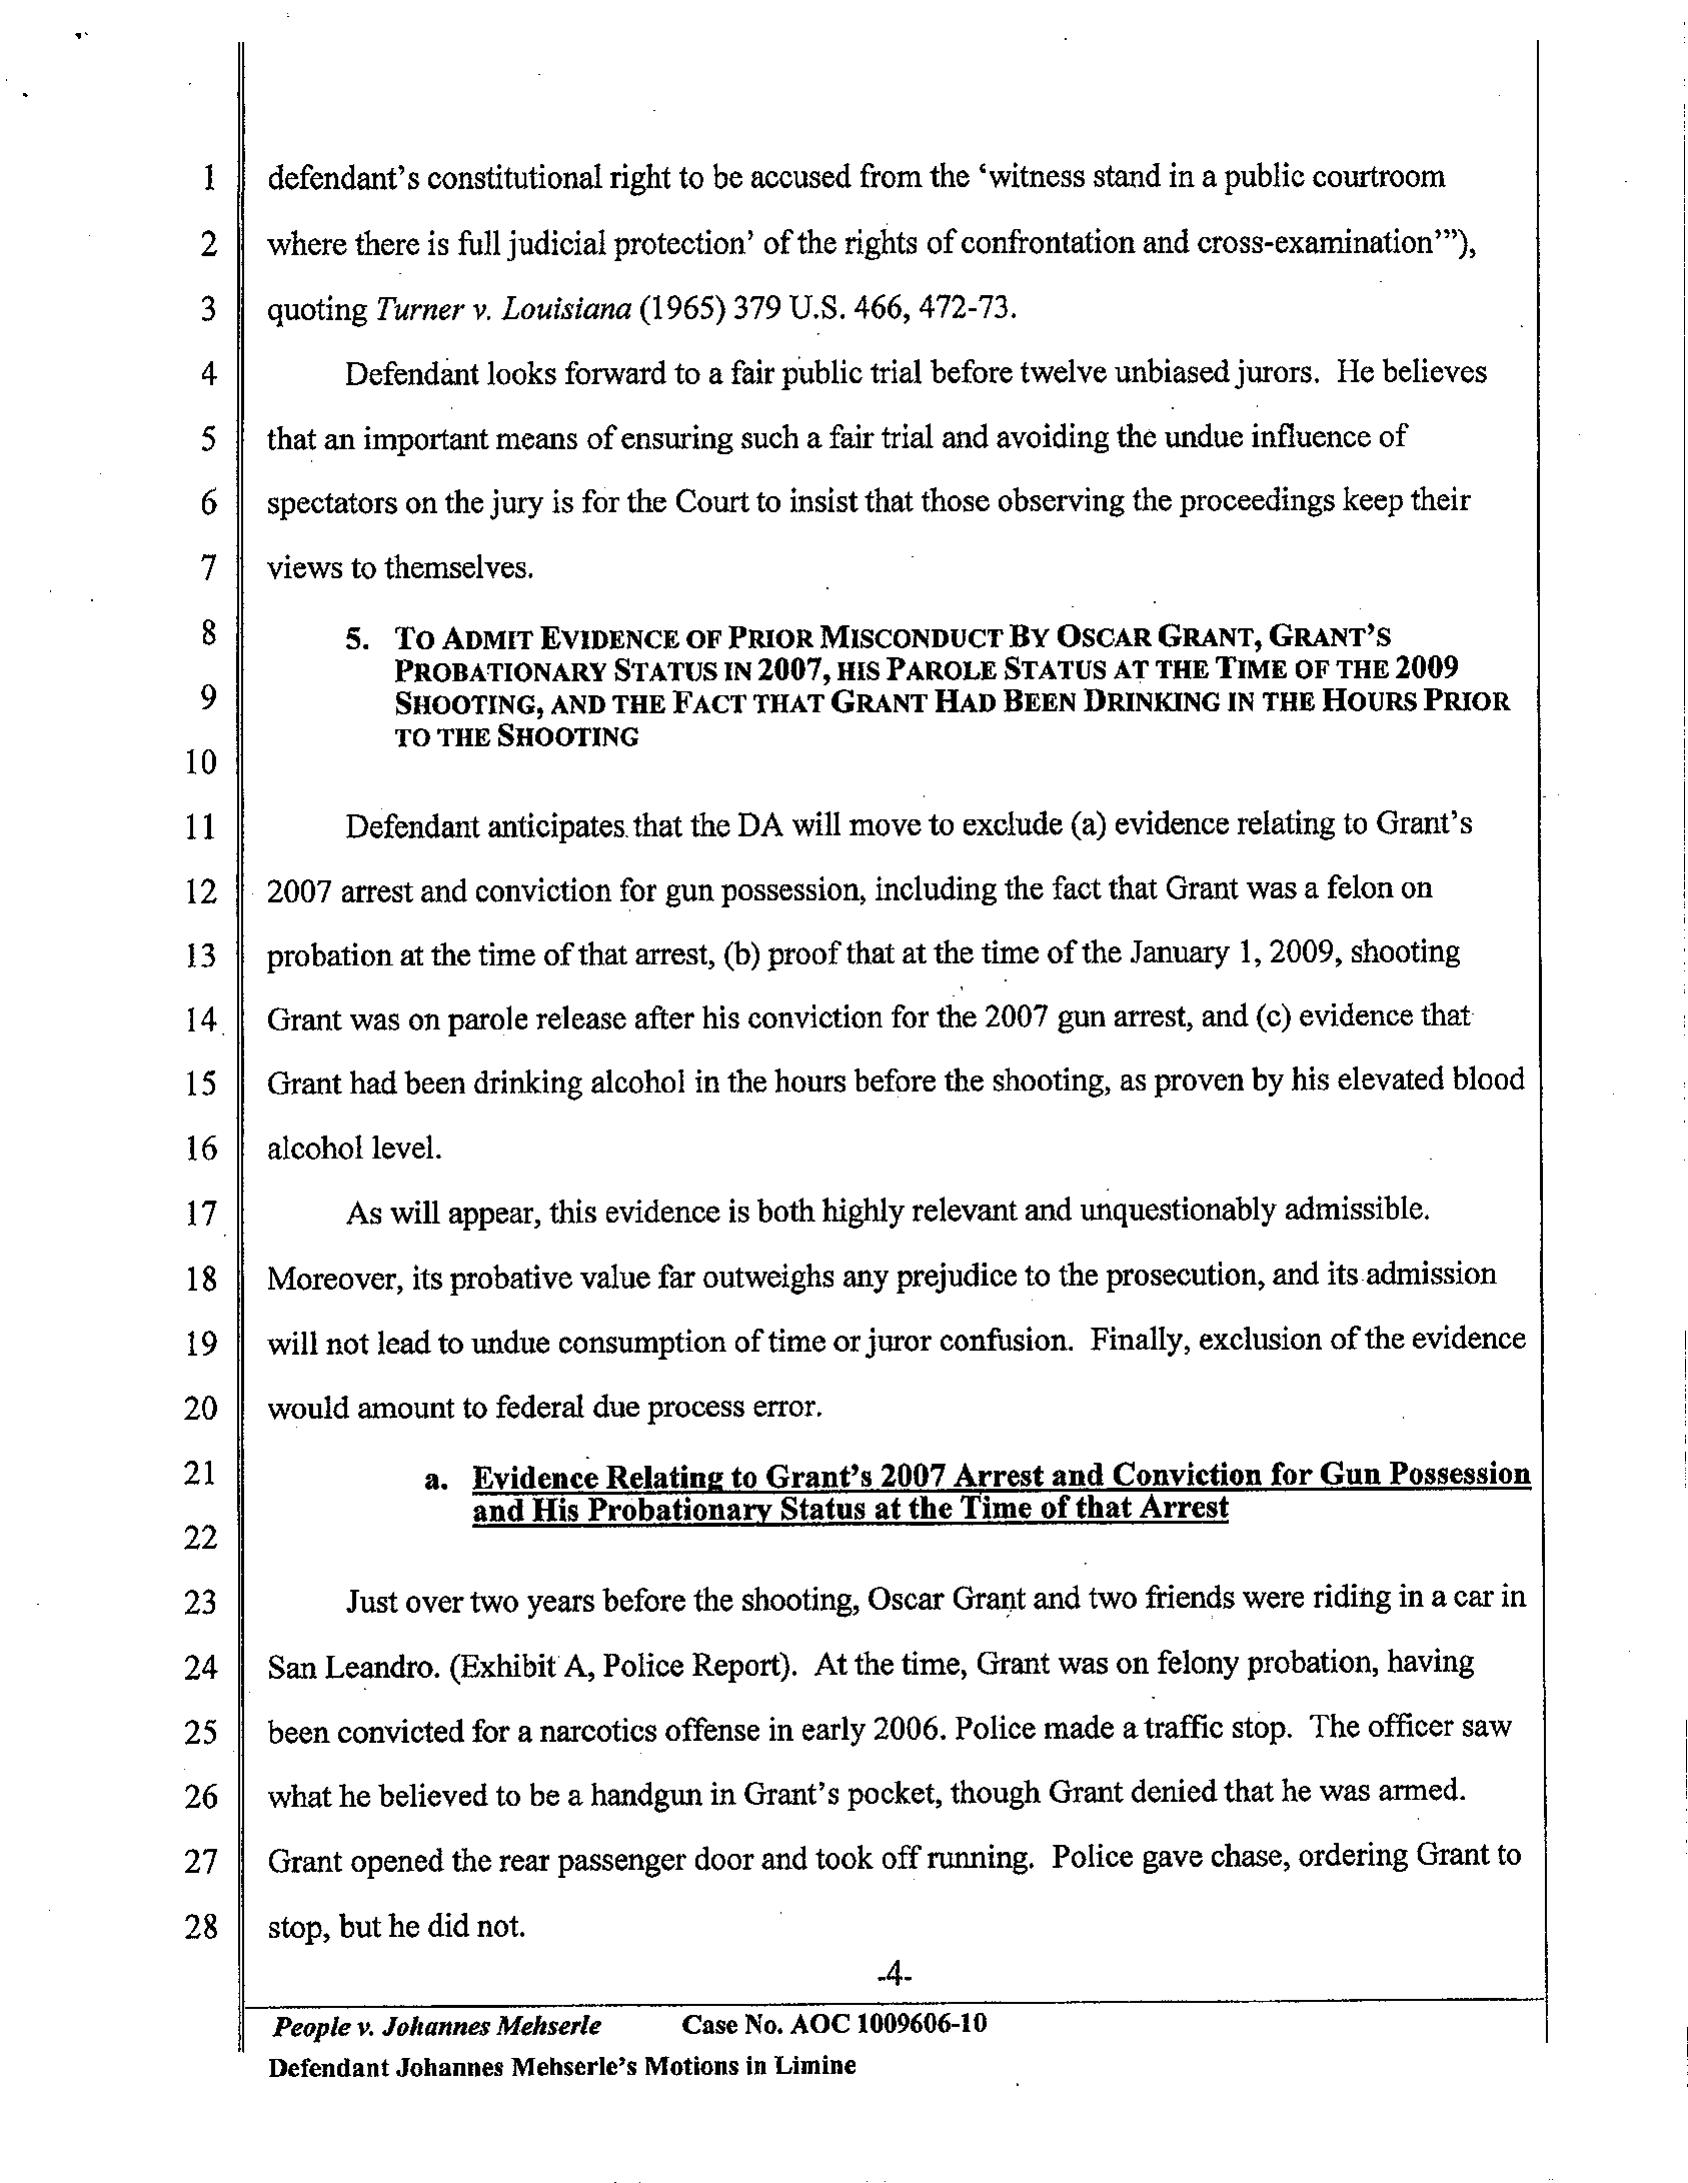 1 defendant's constitutional right to be accused from the 'witness stand in a public courtroom
2 where there is full judicial protection' of the rights of confrontation and cross-examination'"),
3 quoting Turner v. Louisiana (1965) 379 U.S. 466, 472-73.
4 Defendant looks forward to a fair public trial before twelve unbiased jurors. He believes
5 that an important means of ensuring such a fair trial and avoiding the undue influence of
6 spectators on the jury is for the Court to insist that those observing the proceedings keep their
7 views to themselves.
8 5. TO ADMIT EVIDENCE OF PRIOR MISCONDUCT BY OSCAR GRANT, GRANT'S
PROBATIONARY STATUS IN 2007, HIS PAROLE STATUS AT THE TIME OF THE 2009
9 SHOOTING, AND THE FACT THAT GRANT HAD BEEN DRINKING IN THE HOURS PRIOR
TO THE SHOOTING
10
11 Defendant anticipates that the DA will move to exclude (a) evidence relating to Grant's
12 2007 arrest and conviction for gun possession, including the fact that Grant was a felon on
13 probation at the time of that arrest, (b) proof that at the time of the January 1, 2009, shooting
14 Grant was on parole release after his conviction for the 2007 gun arrest, and (c) evidence that
15 Grant had been drinking alcohol in the hours before the shooting, as proven by his elevated blood
16 alcohol level.
17 As will appear, this evidence is both highly relevant and unquestionably admissible.
18 Moreover, its probative value far outweighs any prejudice to the prosecution, and its admission
19 will not lead to undue consumption of time or juror confusion. Finally, exclusion of the evidence
20 would amount to federal due process error.
21 a. Evidence Relating to Grant's 2007 Arrest and Conviction for Gun Possession
and His Probationary Status at the Time of that Arrest
22
23 Just over two years before the shooting, Oscar Grant and two friends were riding in a car in
24 San Leandro. (Exhibit A, Police Report). At the time, Grant was on felony probation, having
25 been convicted for a narcotics offense in early 2006. Police made a traffic stop. The officer saw
26 what he believed to be a handgun in Grant's pocket, though Grant denied that he was armed.
27 Grant opened the rear passenger door and took off running. Police gave chase, ordering Grant to
28 stop, but he did not.
-4-
People v. Johannes Mehserle Case No. AOC 1009606-10
Defendant Johannes Mehserle's Motions in Limine